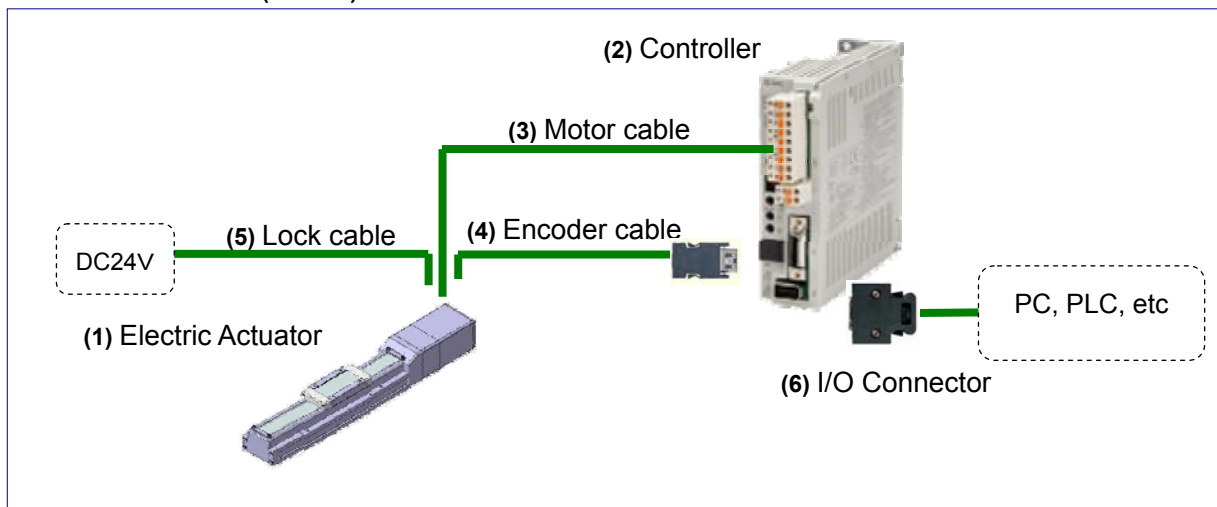 (2) Controller
(3) Motor cable
(5) Lock cable
(4) Encoder cable
DC24V
PC, PLC, etc
(1) Electric Actuator
(6) I/O Connector